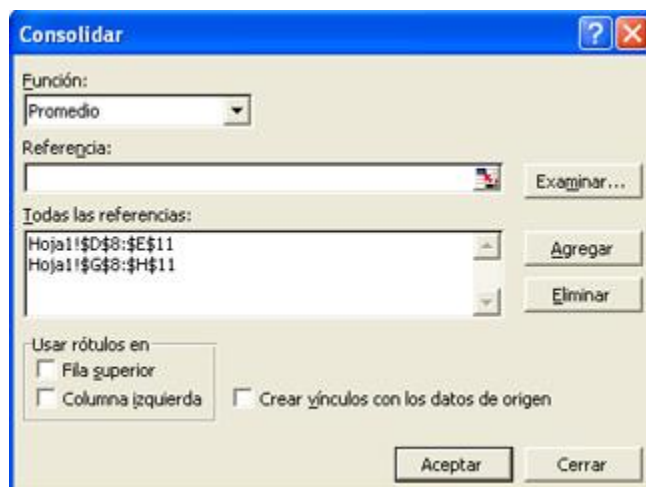 Consolidar
Función:
Promedio
Referencia:
Examinar...
Todas las referencias:
Hoja1!$D$8:$E$11
Hoja1!$G$8:$H$11
Agregar
Eliminar
Usar rótulos en
Fila superior
Columna izquierda
Crear vínculos con los datos de origen
Aceptar
Cerrar